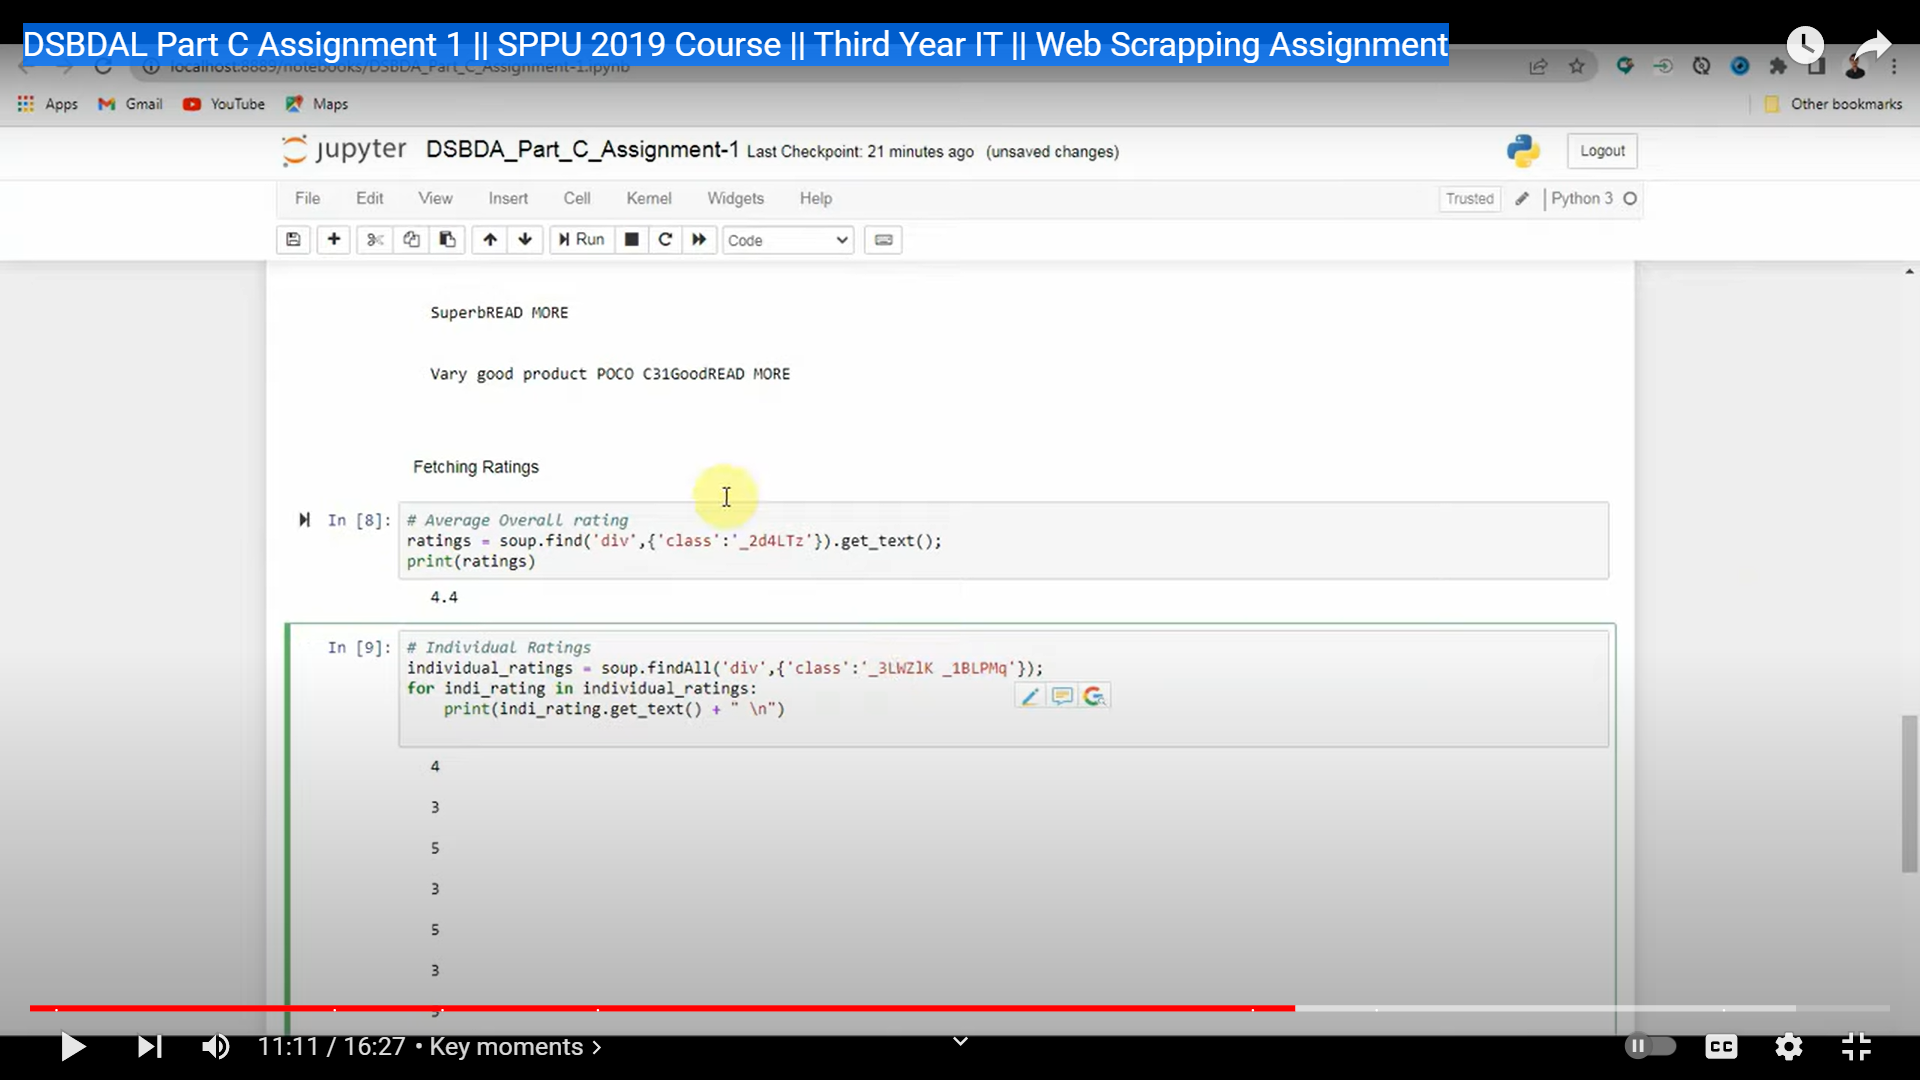 DSBDAL Part C Assignment 1 || SPPU 2019 Course || Third Year IT || Web Scrapping Assignment
localhost:8889/notebooks/DSBDA_Part_C_Assignment-1.ipynb
Apps Gmail YouTube Maps Other bookmarks
jupyter DSBDA_Part_C_Assignment-1 Last Checkpoint: 21 minutes ago (unsaved changes) Logout
File Edit View Insert Cell Kernel Widgets Help Trusted Python 3
Run Code
SuperbREAD MORE
Vary good product POCO C31GoodREAD MORE
Fetching Ratings
In [8]: # Average Overall rating
ratings = soup.find('div',{'class':'_2d4LTz'}).get_text();
print(ratings)
4.4
In [9]: # Individual Ratings
individual_ratings = soup.findAll('div',{'class':'_3LWZlK _1BLPMq'});
for indi_rating in individual_ratings:
print(indi_rating.get_text() + " \n")
4
3
5
3
5
3
11:11 / 16:27 • Key moments
CC